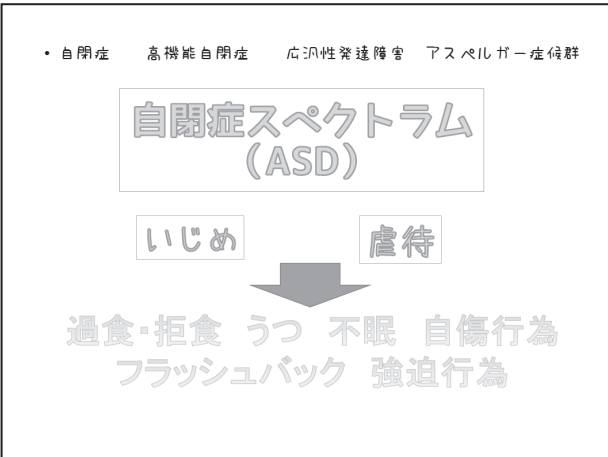 • 自閉症　高機能自閉症　広汎性発達障害　アスペルガー症候群
自閉症スペクトラム
（ASD）
いじめ　虐待
過食・拒食　うつ　不眠　自傷行為
フラッシュバック　強迫行為